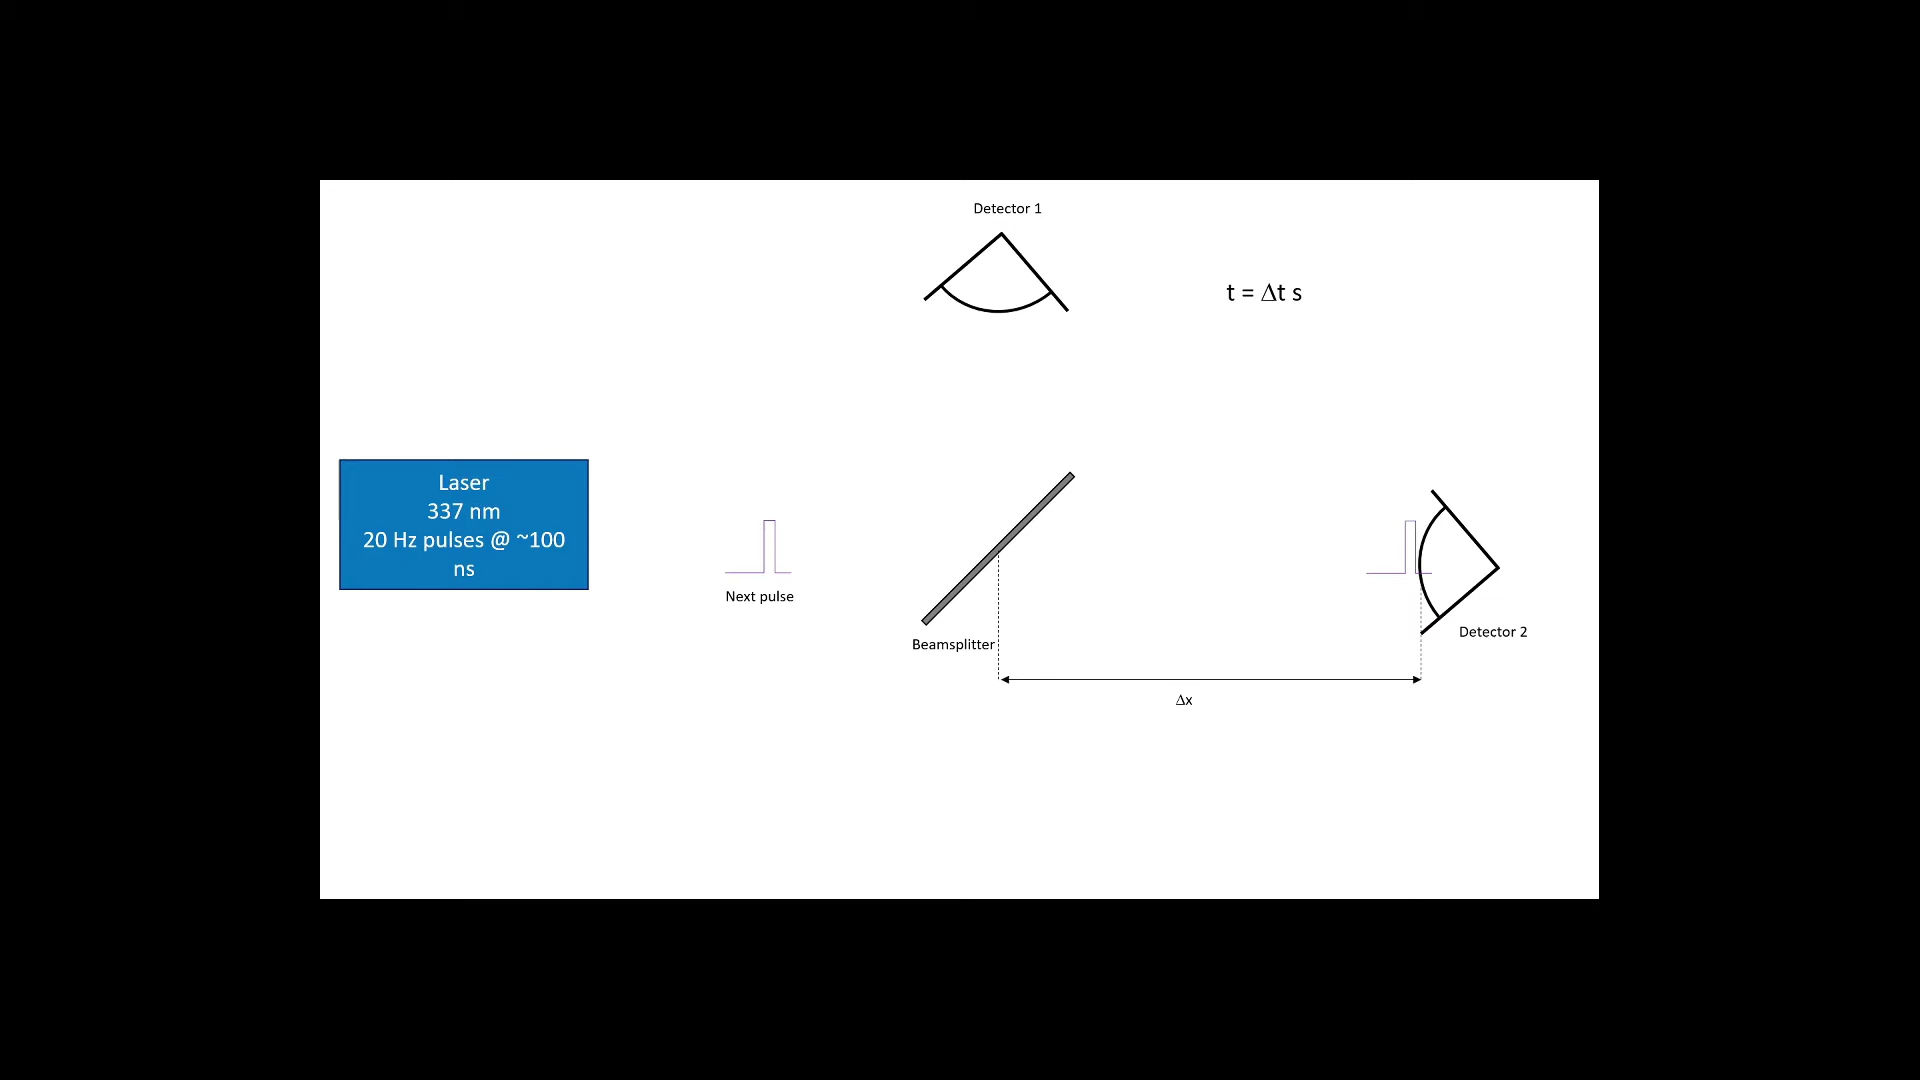 Detector 1
t = Δt s
Laser
337 nm
20 Hz pulses @ ~100
ns
Next pulse
Beamsplitter
Detector 2
Δx